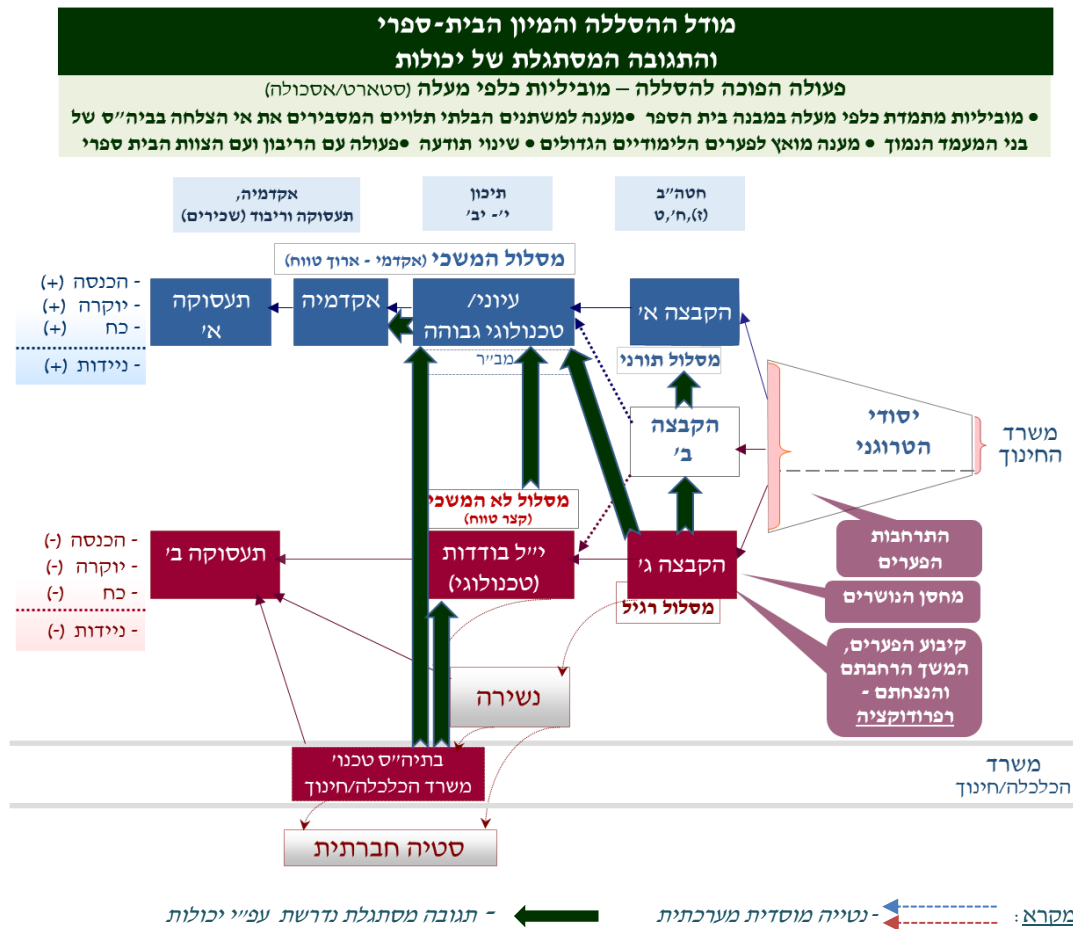 מודל ההסללה והמיון הבית-ספרי
והתגובה המסתגלת של יכולות
פעולה הפוכה להסללה – מוביליות כלפי מעלה (סטארט/אסכולה)
• מוביליות מתמדת כלפי מעלה במבנה בית הספר •מענה למשתנים הבלתי תלויים המסבירים את אי הצלחה בביה״ס של
בני המעמד הנמוך • מענה מואץ לפערים הלימודיים הגדולים • שינוי תודעה •פעולה עם הריבון ועם הצוות הבית ספרי
חטה״ב
(ז),ח׳,ט
תיכון
י׳- יב׳
אקדמיה,
תעסוקה וריבוד (שכירים)
מסלול המשכי (אקדמי - ארוך טווח)
הקבצה א׳
עיוני/
טכנולוגי גבוהה
אקדמיה
תעסוקה
א׳
- הכנסה (+)
- יוקרה (+)
- כח (+)
- ניידות (+)
מב״ר
מסלול תורני
יסודי
הטרוגני
משרד
החינוך
הקבצה
ב׳
מסלול לא המשכי
(קצר טווח)
התרחבות
הפערים
הקבצה ג׳
י״ל בודדות
(טכנולוגי)
תעסוקה ב׳
- הכנסה (-)
- יוקרה (-)
- כח (-)
- ניידות (-)
מסלול רגיל
מחסן הנושרים
קיבוע הפערים,
המשך הרחבתם
והנצחתם -
רפרודוקציה
נשירה
בתיה״ס טכנו׳
משרד הכלכלה/חינוך
משרד
הכלכלה/חינוך
סטיה חברתית
מקרא: - נטייה מוסדית מערכתית - תגובה מסתגלת נדרשת עפ״י יכולות